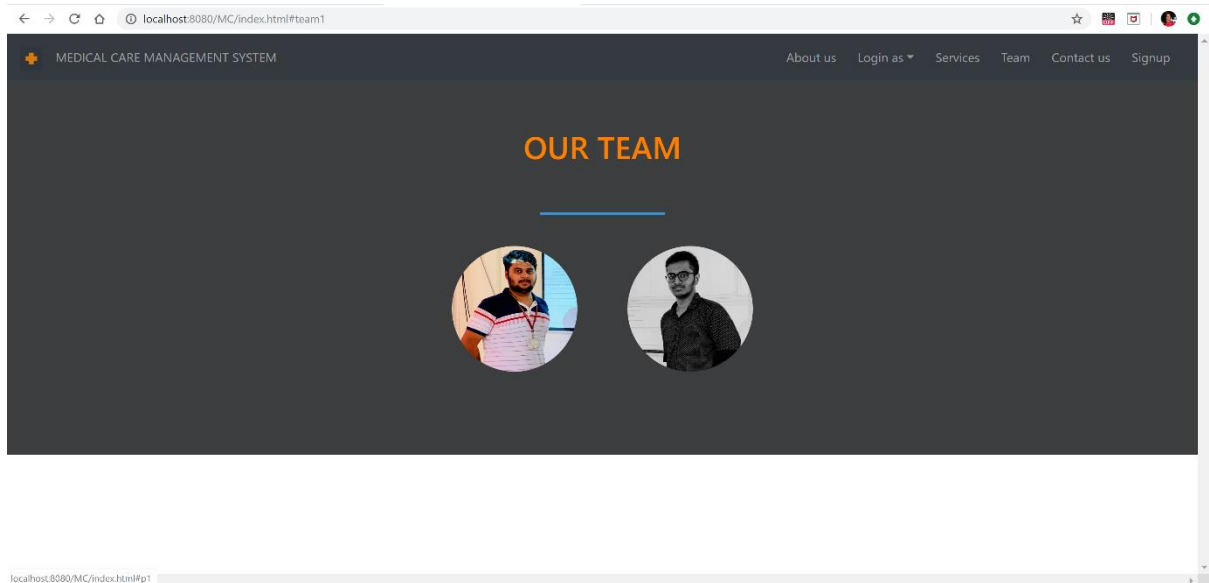 localhost:8080/MC/index.html#team1
MEDICAL CARE MANAGEMENT SYSTEM
About us Login as Services Team Contact us Signup
OUR TEAM
localhost:8080/MC/index.html#p1